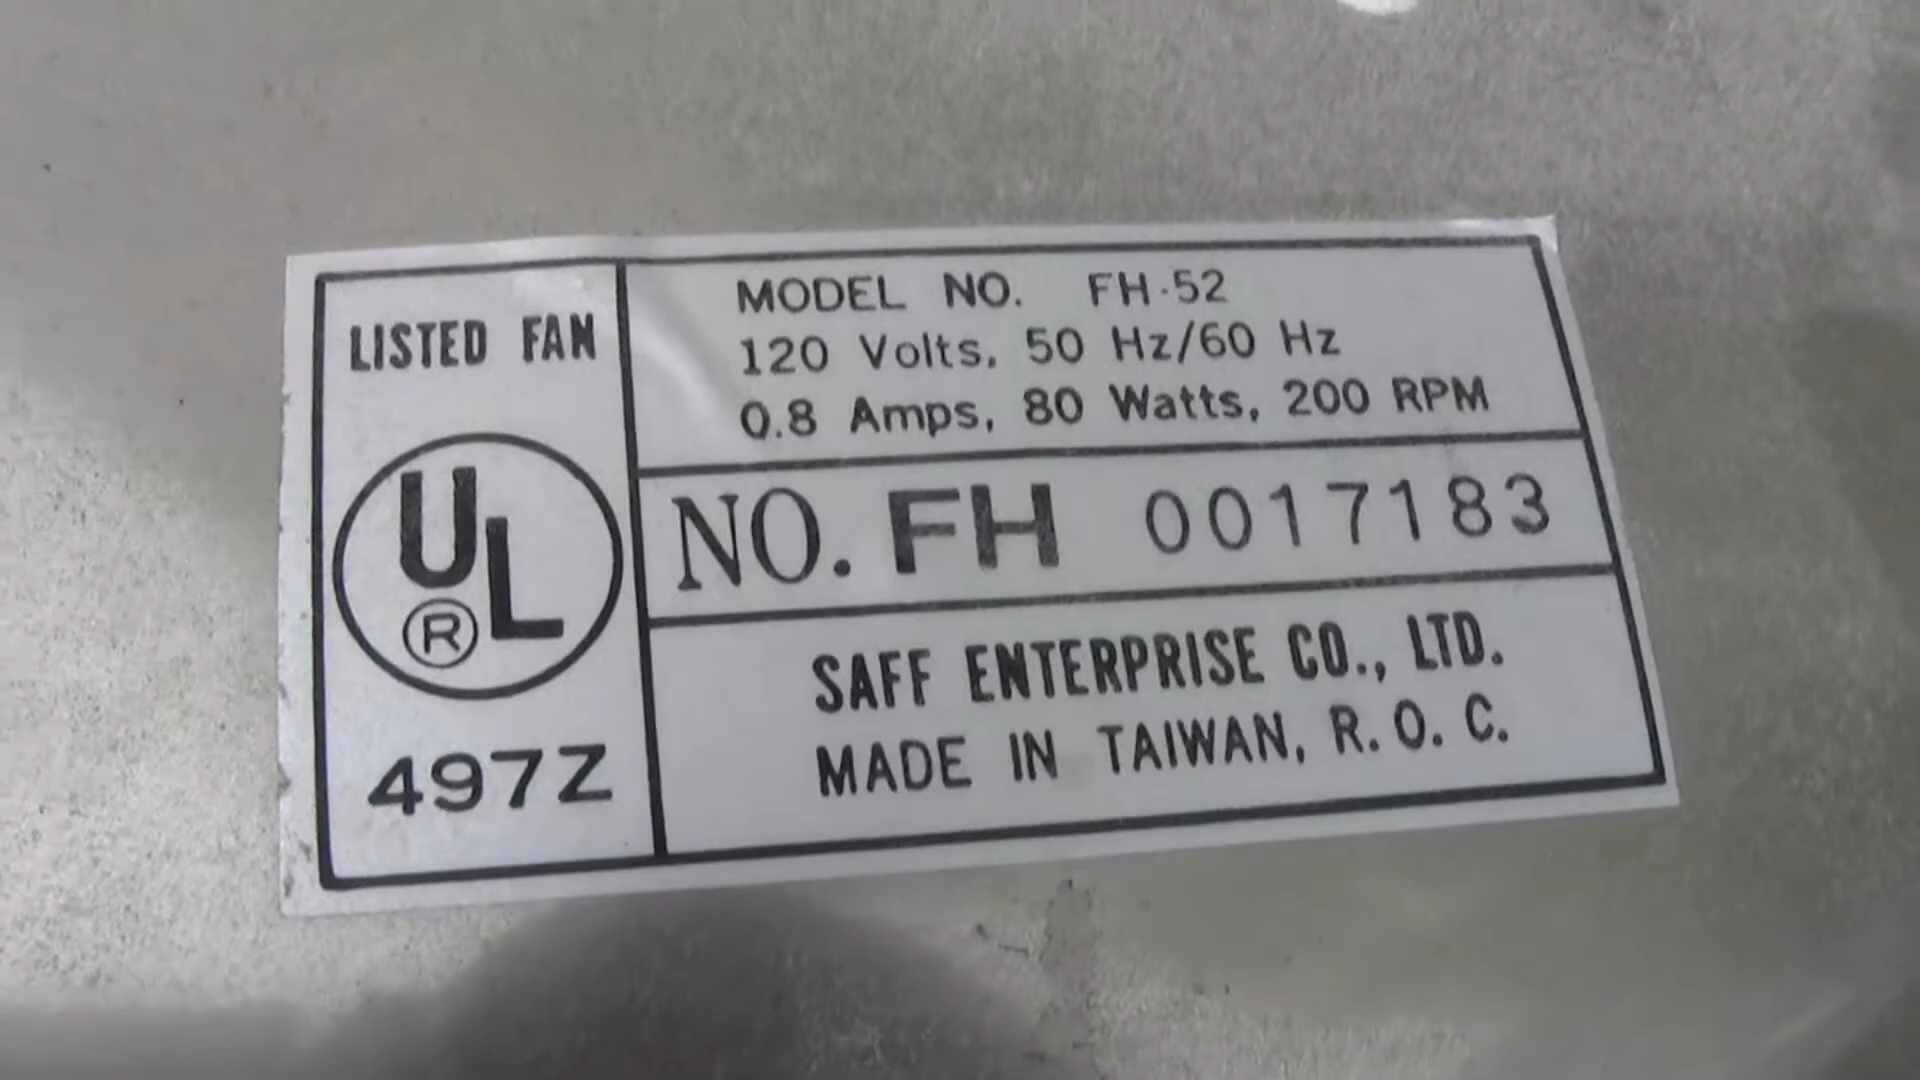 LISTED FAN
UL
®
497Z
MODEL NO. FH-52
120 Volts, 50 Hz/60 Hz
0.8 Amps, 80 Watts, 200 RPM
NO. FH 0017183
SAFF ENTERPRISE CO., LTD.
MADE IN TAIWAN, R. O. C.